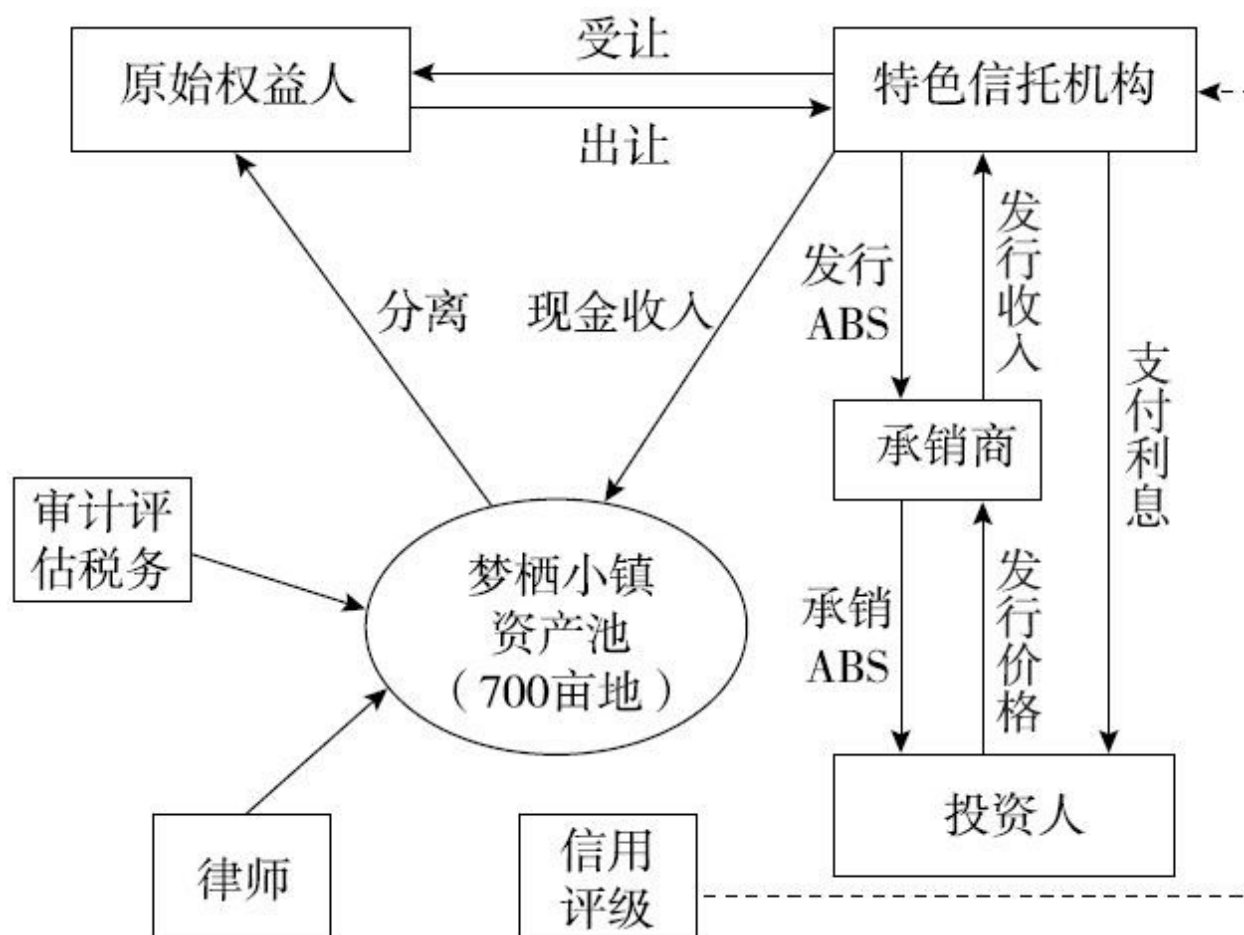 受让
原始权益人
特色信托机构
出让
发行
ABS
发行收入
分离
现金收入
支付利息
承销商
审计评
估税务
梦栖小镇
资产池
（700亩地）
承销
ABS
发行价格
投资人
律师
信用
评级